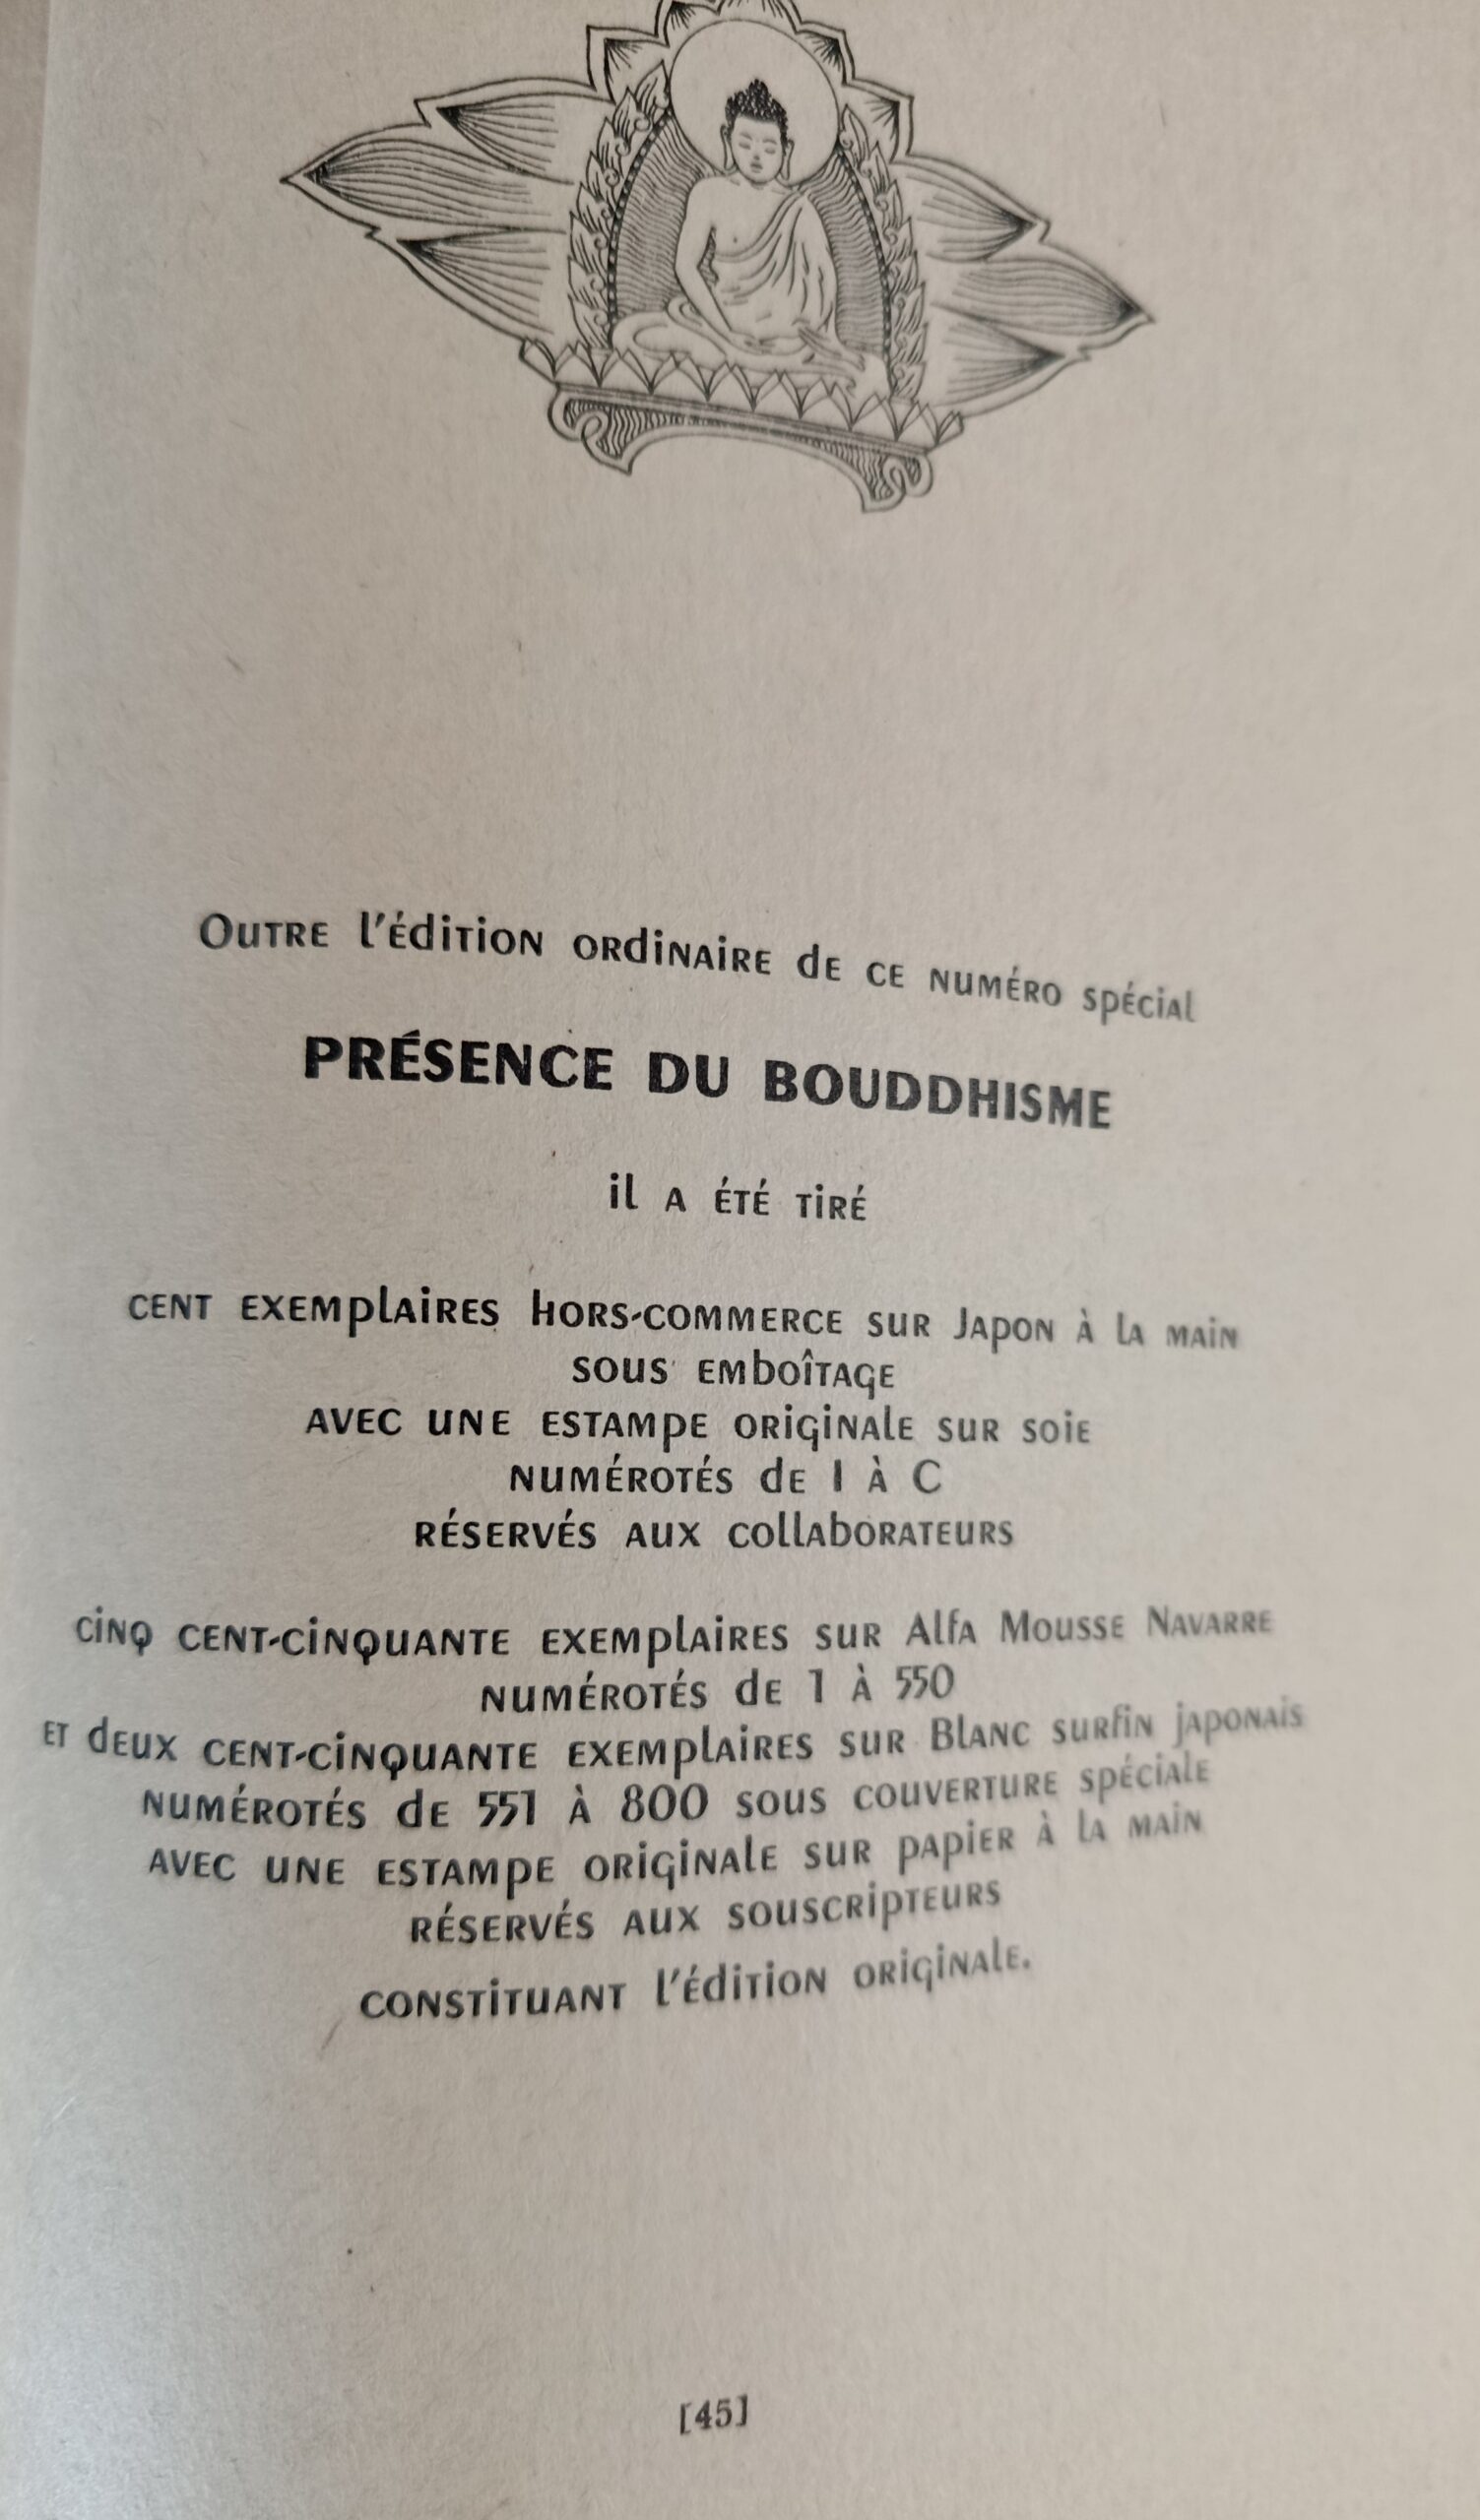 Outre l'édition ordinaire de ce numéro spécial
PRÉSENCE DU BOUDDHISME
il a été tiré
cent exemplaires hors-commerce sur Japon à la main
sous emboîtage
avec une estampe originale sur soie
numérotés de I à C
réservés aux collaborateurs
cinq cent-cinquante exemplaires sur Alfa Mousse Navarre
numérotés de 1 à 550
et deux cent-cinquante exemplaires sur Blanc surfin japonais
numérotés de 551 à 800 sous couverture spéciale
avec une estampe originale sur papier à la main
réservés aux souscripteurs
constituant l'édition originale.
[45]